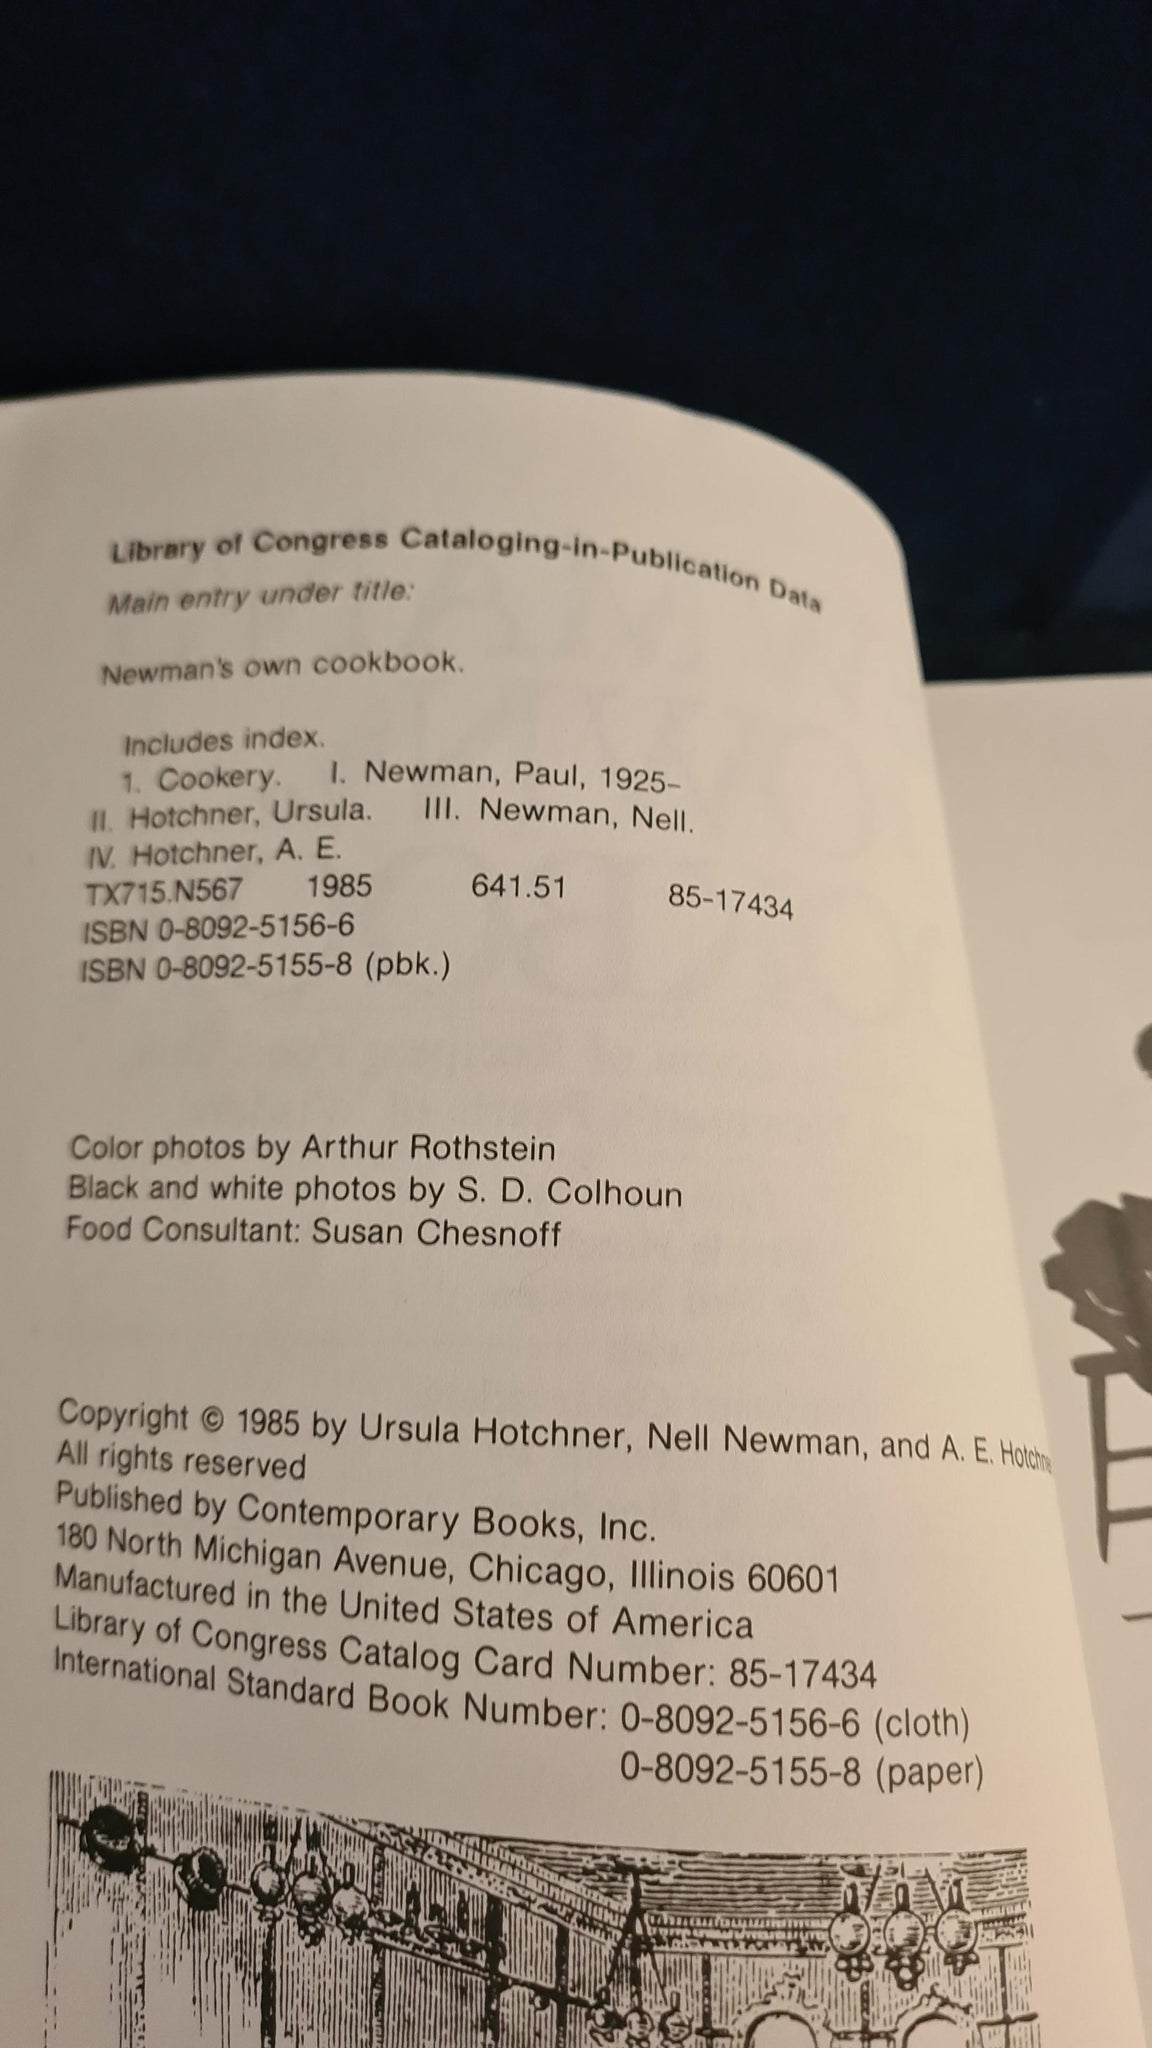 Library of Congress Cataloging-in-Publication Data
Main entry under title:
Newman's own cookbook.
Includes index.
1. Cookery. I. Newman, Paul, 1925–
II. Hotchner, Ursula. III. Newman, Nell.
IV. Hotchner, A. E.
TX715.N567 1985 641.51 85-17434
ISBN 0-8092-5156-6
ISBN 0-8092-5155-8 (pbk.)
Color photos by Arthur Rothstein
Black and white photos by S. D. Colhoun
Food Consultant: Susan Chesnoff
Copyright © 1985 by Ursula Hotchner, Nell Newman, and A. E. Hotchne
All rights reserved
Published by Contemporary Books, Inc.
180 North Michigan Avenue, Chicago, Illinois 60601
Manufactured in the United States of America
Library of Congress Catalog Card Number: 85-17434
International Standard Book Number: 0-8092-5156-6 (cloth)
0-8092-5155-8 (paper)